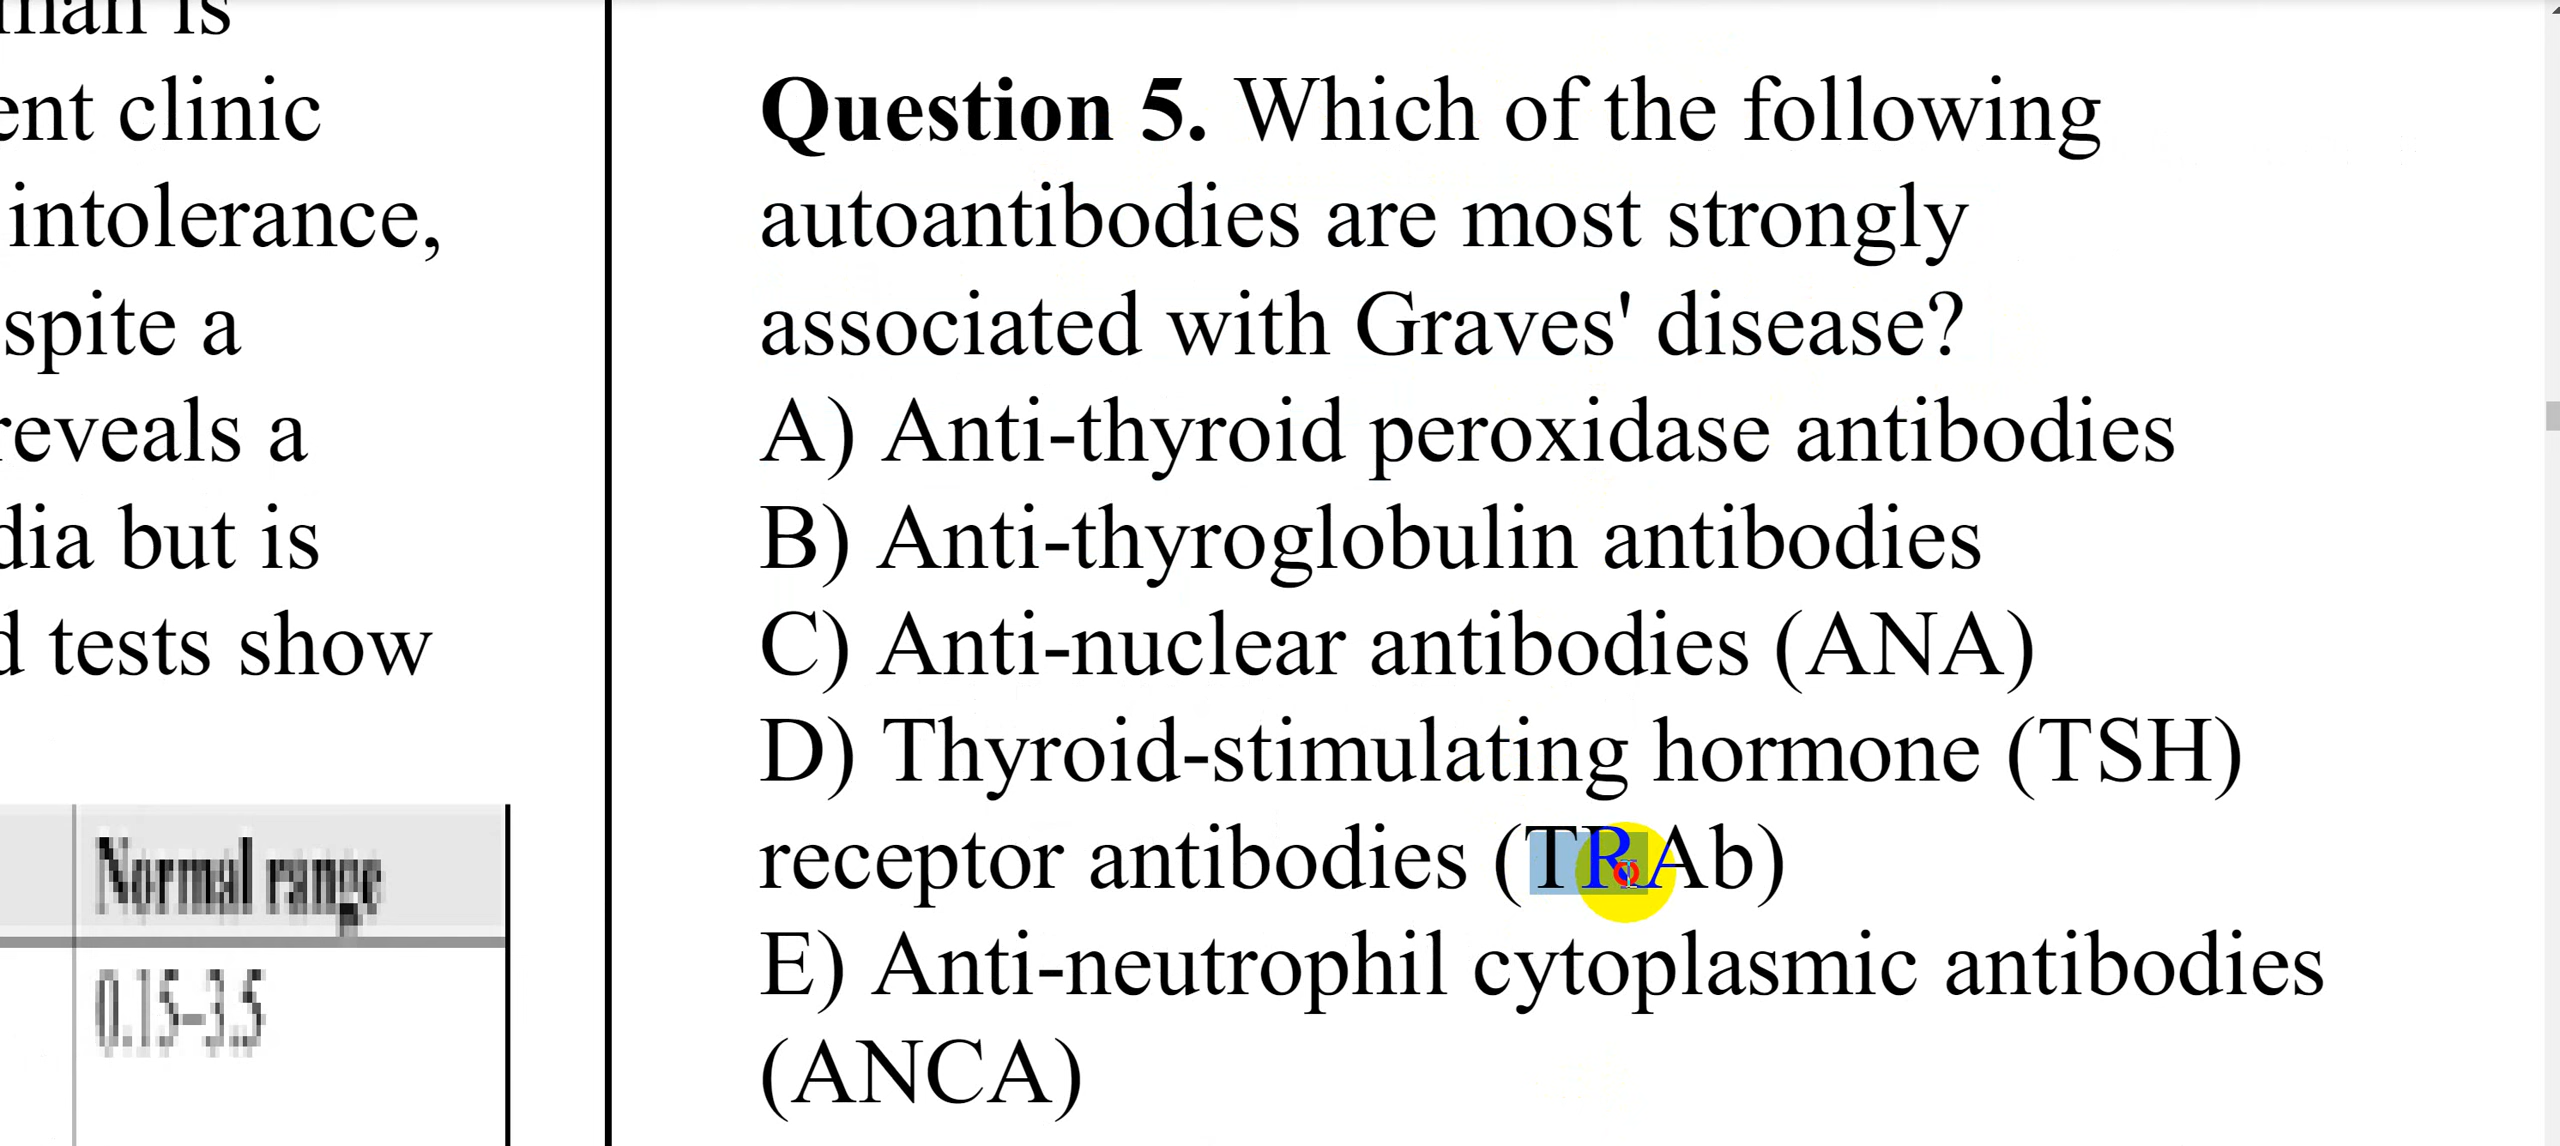 man is
ent clinic
intolerance,
spite a
reveals a
dia but is
d tests show
Normal range
0.15–3.5
Question 5. Which of the following
autoantibodies are most strongly
associated with Graves' disease?
A) Anti-thyroid peroxidase antibodies
B) Anti-thyroglobulin antibodies
C) Anti-nuclear antibodies (ANA)
D) Thyroid-stimulating hormone (TSH)
receptor antibodies (TRAb)
E) Anti-neutrophil cytoplasmic antibodies
(ANCA)